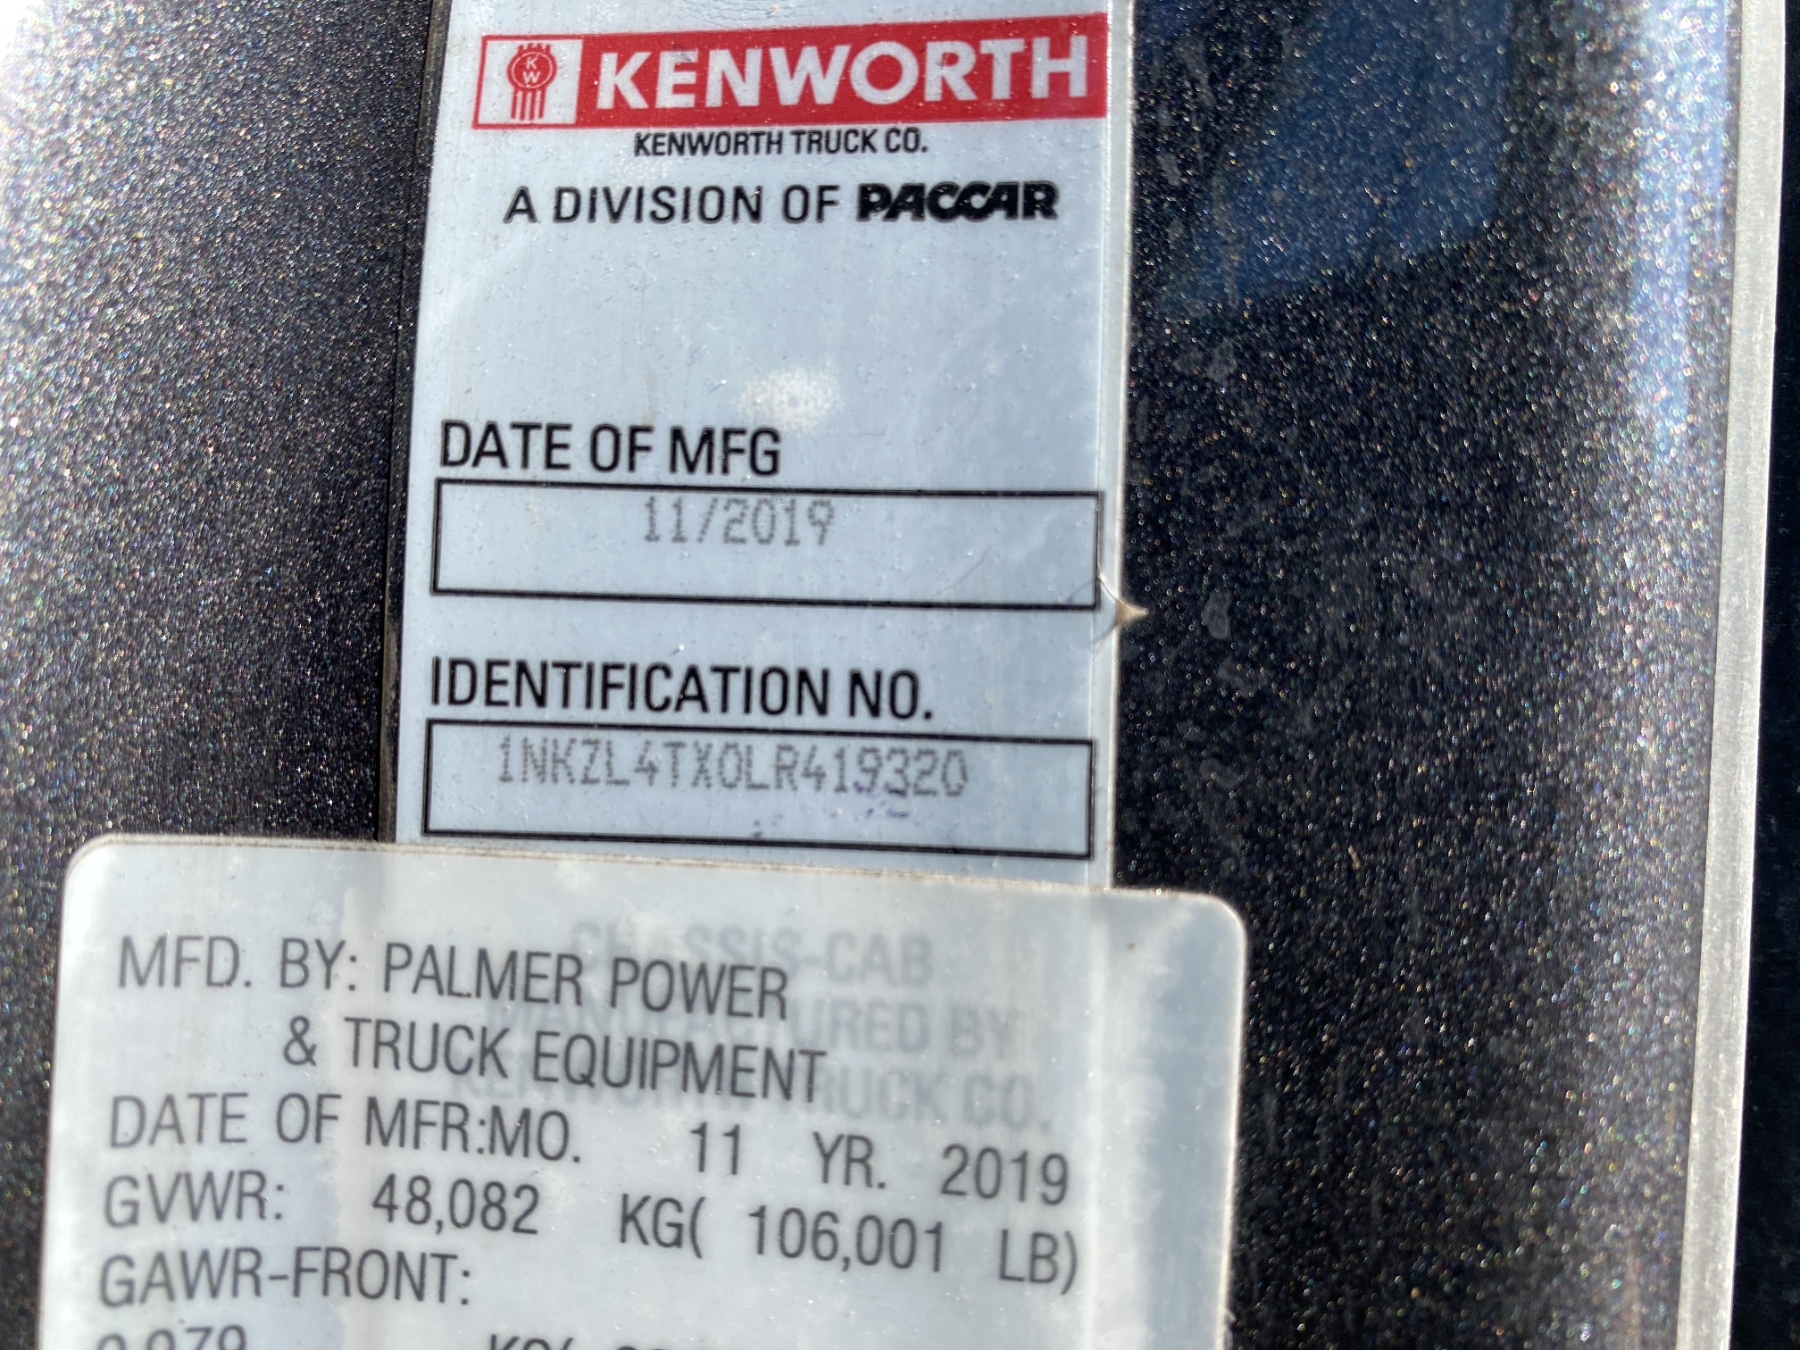 KW KENWORTH
KENWORTH TRUCK CO.
A DIVISION OF PACCAR
DATE OF MFG
11/2019
IDENTIFICATION NO.
1NKZL4TX0LR419320
CHASSIS-CAB
MFD. BY: PALMER POWER
MANUFACTURED BY
& TRUCK EQUIPMENT
KENWORTH TRUCK CO.
DATE OF MFR:MO. 11 YR. 2019
GVWR: 48,082 KG( 106,001 LB)
GAWR-FRONT:
KG(